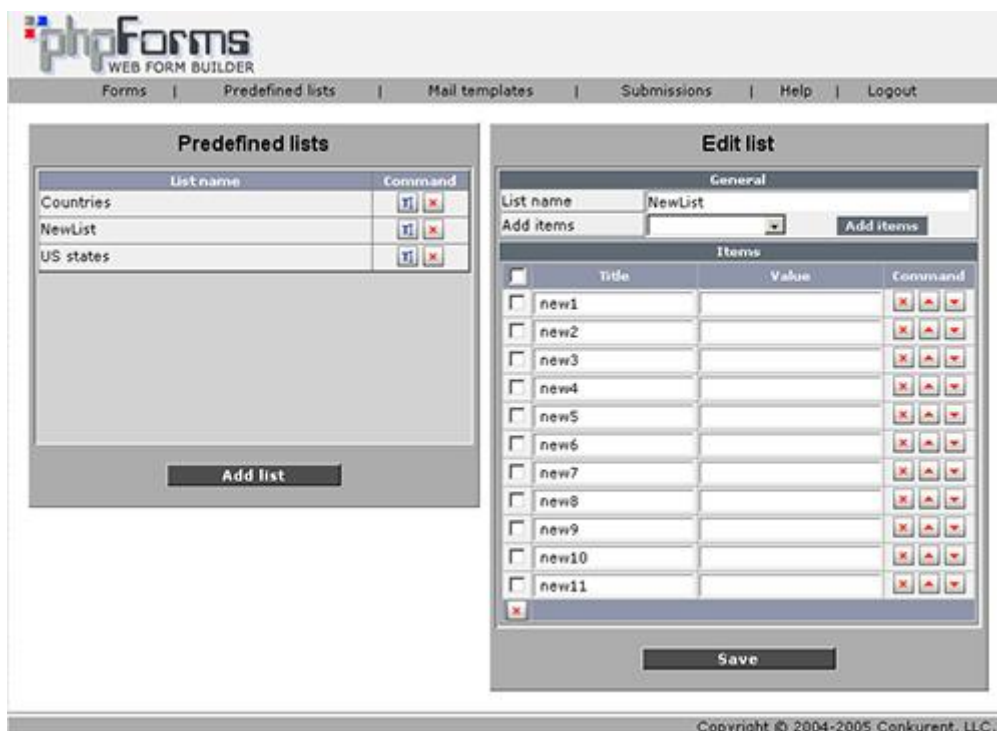 phpForms
WEB FORM BUILDER
Forms | Predefined lists | Mail templates | Submissions | Help | Logout
Predefined lists
List name Command
Countries
NewList
US states
Add list
Edit list
General
List name NewList
Add items Add items
Items
Title Value Command
new1
new2
new3
new4
new5
new6
new7
new8
new9
new10
new11
Save
Copyright © 2004-2005 Conkurent, LLC.